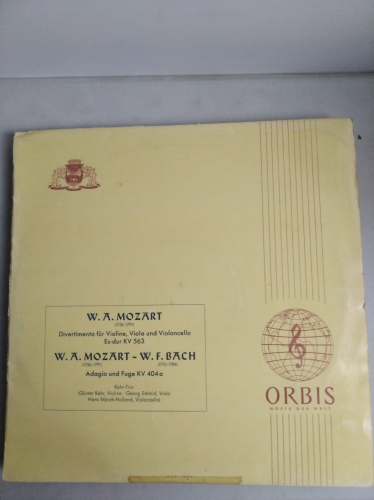 W. A. MOZART
(1756-1791)
Divertimento für Violine, Viola und Violoncello
Es-dur KV 563
W. A. MOZART - W. F. BACH
(1756-1791) (1710-1784)
Adagio und Fuge KV 404a
Kehr-Trio
(Günter Kehr, Violine - Georg Schmid, Viola
Hans Münch-Holland, Violoncello)
ORBIS
MUSIK DER WELT